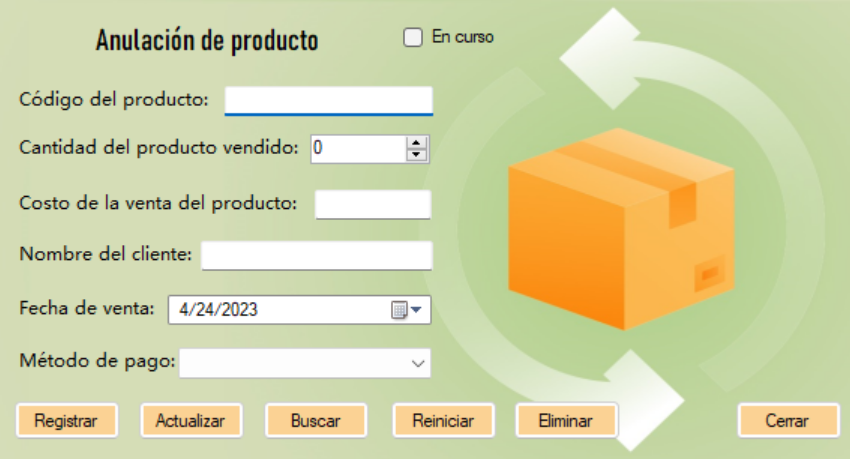 Anulación de producto
En curso
Código del producto:
Cantidad del producto vendido: 0
Costo de la venta del producto:
Nombre del cliente:
Fecha de venta: 4/24/2023
Método de pago:
Registrar Actualizar Buscar Reiniciar Eliminar Cerrar